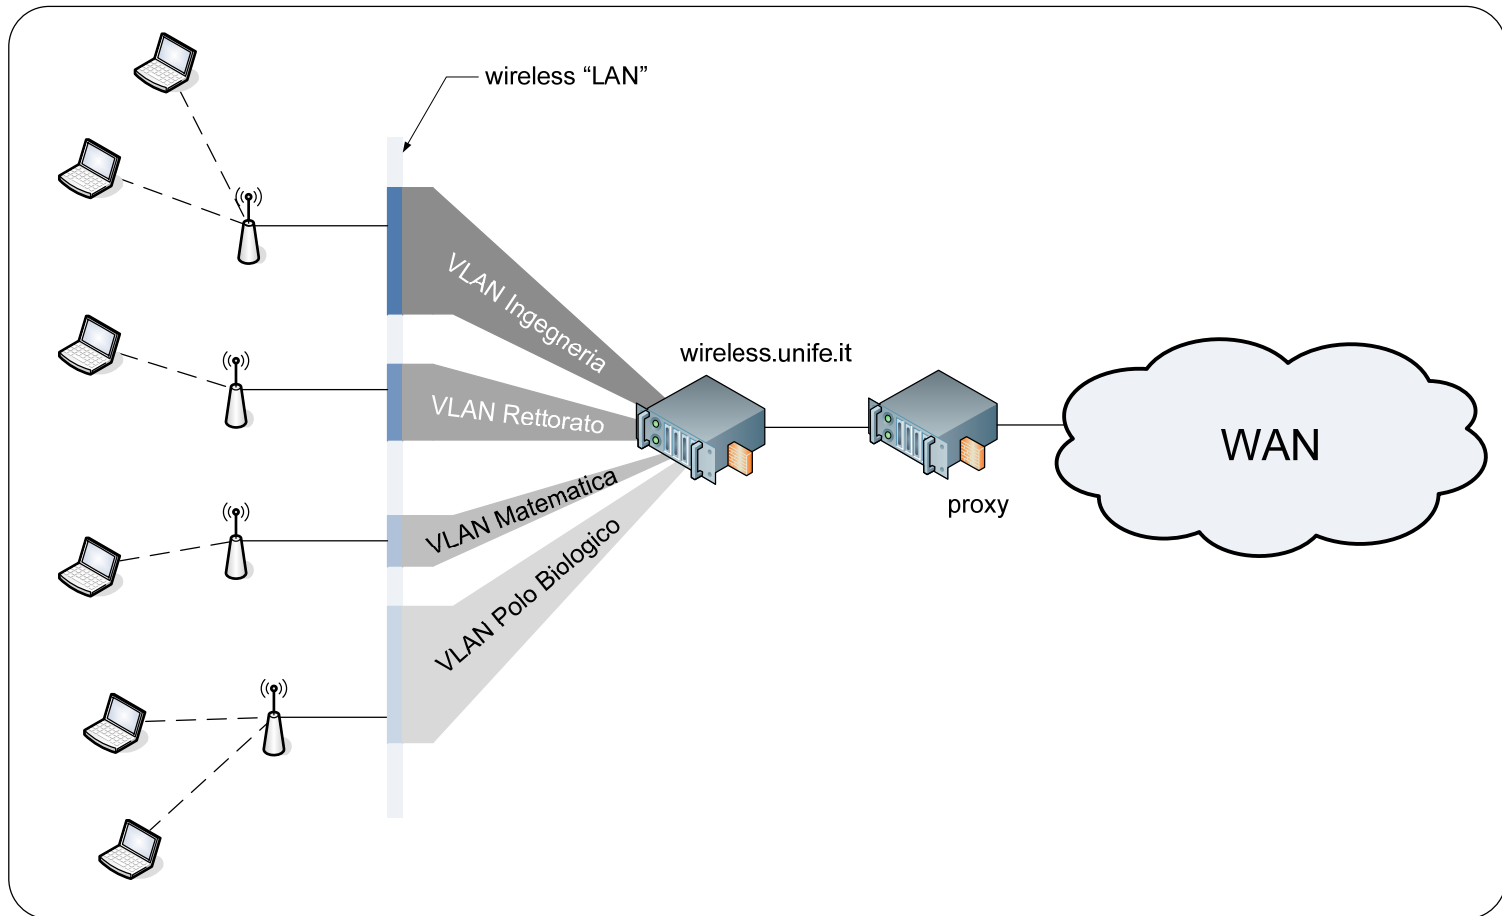 wireless “LAN”
VLAN Ingegneria
wireless.unife.it
VLAN Rettorato
WAN
VLAN Matematica
proxy
VLAN Polo Biologico